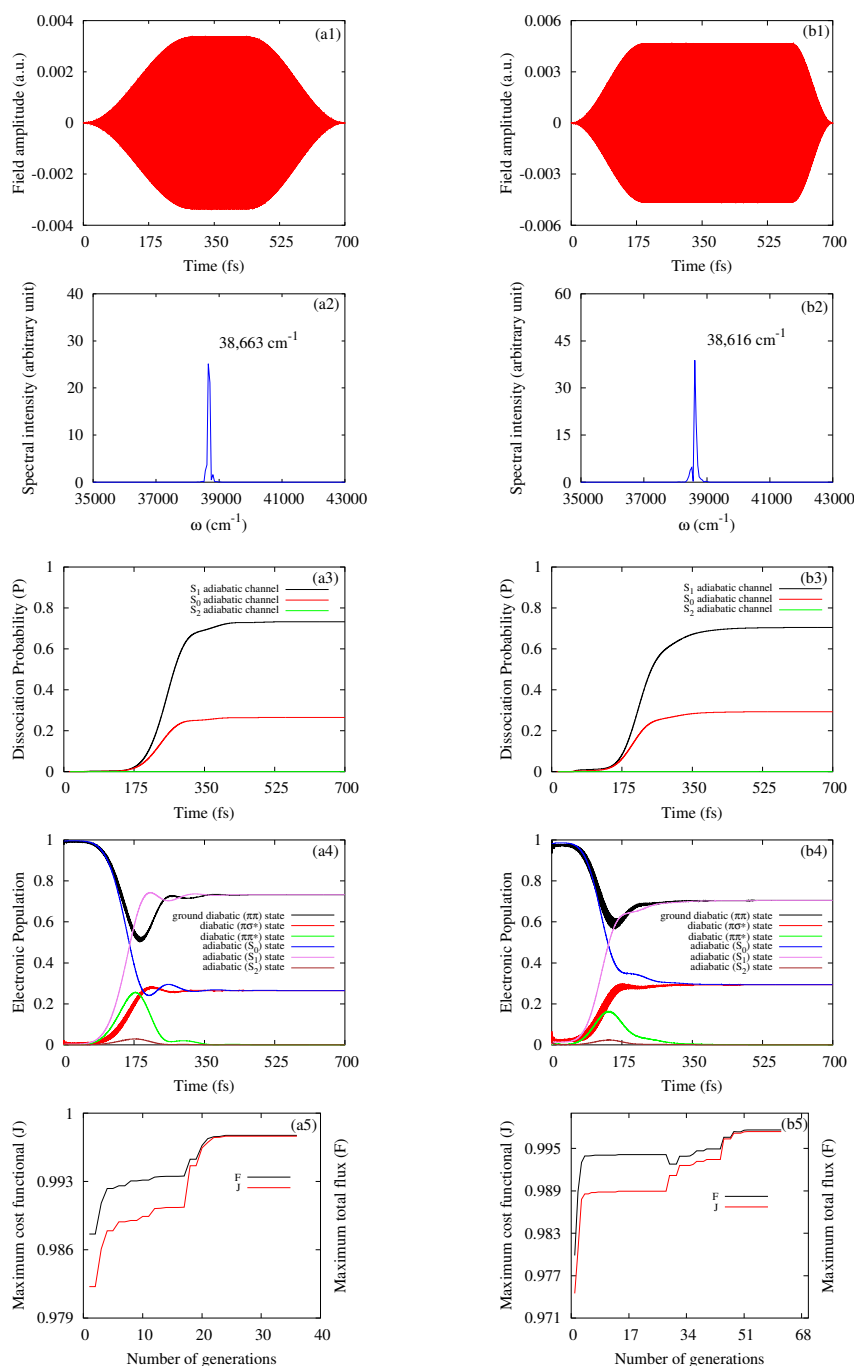 (a1)
Field amplitude (a.u.)
0.004
0.002
0
-0.002
-0.004
0 175 350 525 700
Time (fs)
(b1)
Field amplitude (a.u.)
0.006
0.003
0
-0.003
-0.006
0 175 350 525 700
Time (fs)
(a2)
Spectral intensity (arbitrary unit)
40
30
20
10
0
38,663 cm-1
35000 37000 39000 41000 43000
ω (cm-1)
(b2)
Spectral intensity (arbitrary unit)
60
45
30
15
0
38,616 cm-1
35000 37000 39000 41000 43000
ω (cm-1)
(a3)
Dissociation Probability (P)
1
0.8
0.6
0.4
0.2
0
S1 adiabatic channel
S0 adiabatic channel
S2 adiabatic channel
0 175 350 525 700
Time (fs)
(b3)
Dissociation Probability (P)
1
0.8
0.6
0.4
0.2
0
S1 adiabatic channel
S0 adiabatic channel
S2 adiabatic channel
0 175 350 525 700
Time (fs)
(a4)
Electronic Population
1
0.8
0.6
0.4
0.2
0
ground diabatic (ππ) state
diabatic (πσ*) state
diabatic (ππ*) state
adiabatic (S0) state
adiabatic (S1) state
adiabatic (S2) state
0 175 350 525 700
Time (fs)
(b4)
Electronic Population
1
0.8
0.6
0.4
0.2
0
ground diabatic (ππ) state
diabatic (πσ*) state
diabatic (ππ*) state
adiabatic (S0) state
adiabatic (S1) state
adiabatic (S2) state
0 175 350 525 700
Time (fs)
(a5)
Maximum cost functional (J)
1
0.993
0.986
0.979
F
J
Maximum total flux (F)
0 10 20 30 40
Number of generations
(b5)
Maximum cost functional (J)
0.995
0.989
0.983
0.977
0.971
F
J
Maximum total flux (F)
0 17 34 51 68
Number of generations